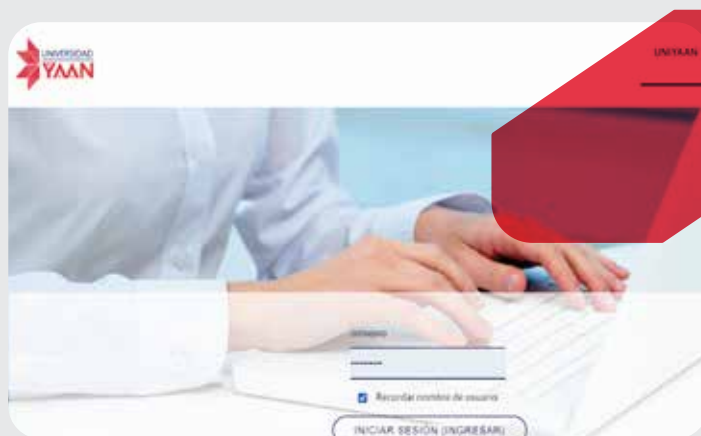 UNIVERSIDAD
YAAN
UNIYAAN
Recordar nombre de usuario
INICIAR SESIÓN (INGRESAR)